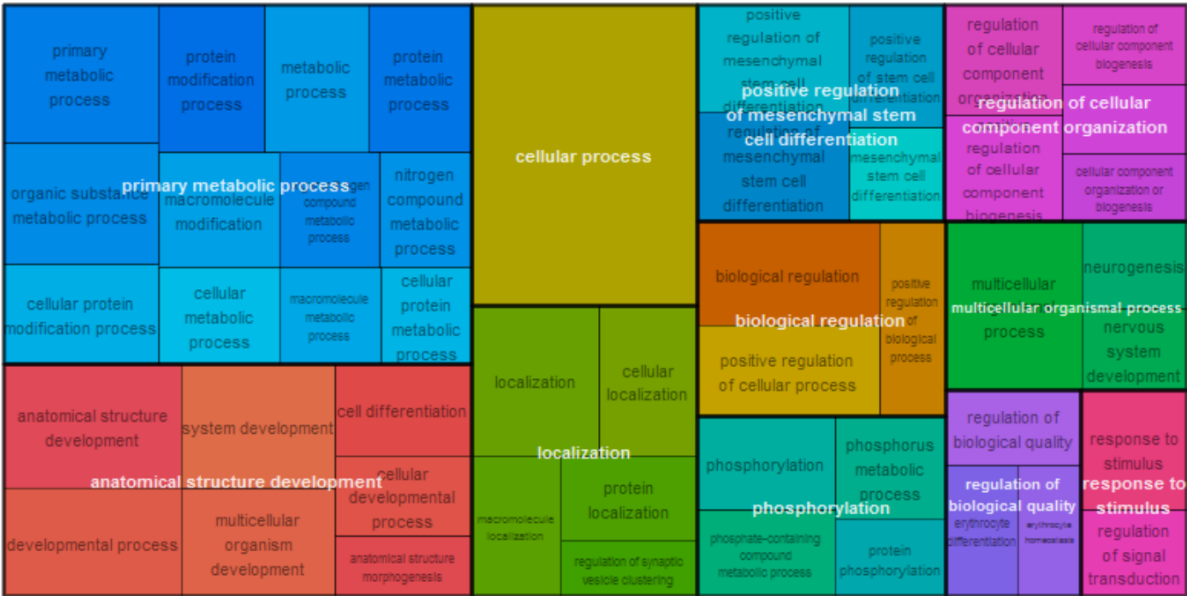 primary
metabolic
process
protein
modification
process
metabolic
process
protein
metabolic
process
organic substance
metabolic process
primary metabolic process
macromolecule
modification
compound
metabolic
process
nitrogen
compound
metabolic
process
cellular protein
modification process
cellular
metabolic
process
macromolecule
metabolic
process
cellular
protein
metabolic
process
anatomical structure
development
system development
cell differentiation
anatomical structure development
cellular
developmental
process
developmental process
multicellular
organism
development
anatomical structure
morphogenesis
cellular process
localization
cellular
localization
localization
macromolecule
localization
protein
localization
regulation of synaptic
vesicle clustering
positive
regulation of
mesenchymal
stem cell
differentiation
positive
regulation
of stem cell
differentiation
positive regulation
of mesenchymal stem
cell differentiation
regulation of
mesenchymal
stem cell
differentiation
mesenchymal
stem cell
differentiation
regulation
of cellular
component
organization
regulation of
cellular component
biogenesis
regulation of cellular
component organization
positive
regulation
of cellular
component
biogenesis
cellular component
organization or
biogenesis
biological regulation
positive
regulation
of
biological
process
biological regulation
positive regulation
of cellular process
multicellular
process
neurogenesis
multicellular organismal process
nervous
system
development
phosphorylation
phosphorus
metabolic
process
phosphorylation
phosphate-containing
compound
metabolic process
protein
phosphorylation
regulation of
biological quality
regulation of
biological quality
erythrocyte
differentiation
erythrocyte
homeostasis
response to
stimulus
response to
stimulus
regulation
of signal
transduction